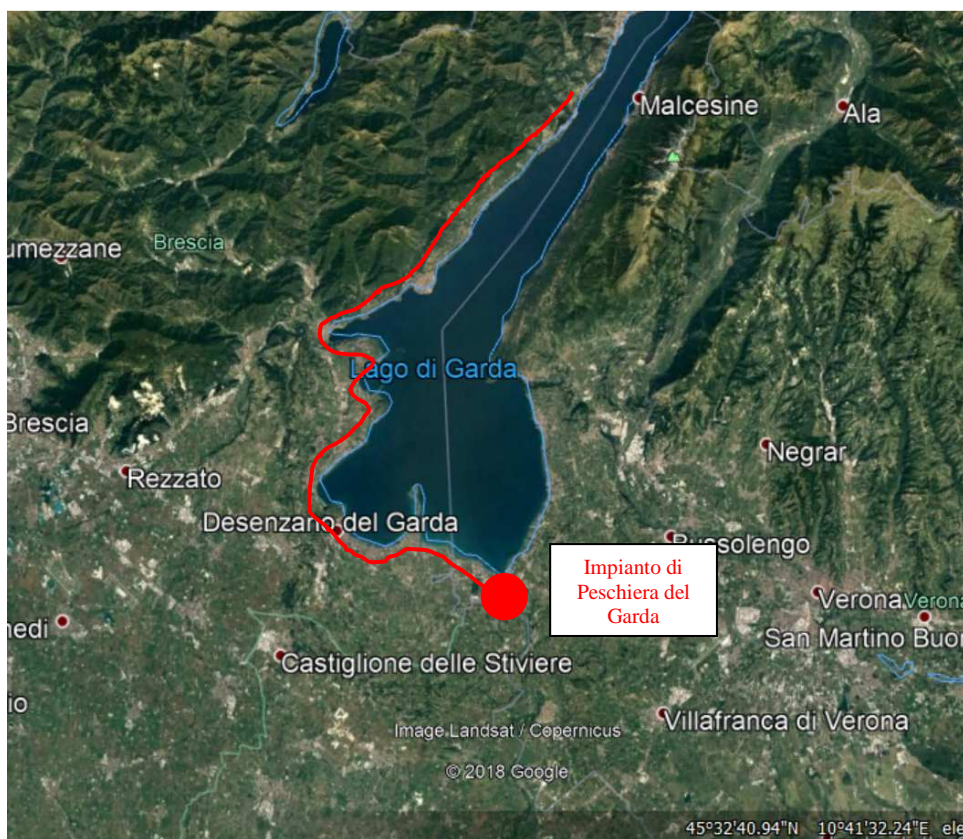 Malcesine
Ala
umezzane
Brescia
Lago di Garda
Brescia
Rezzato
Negrar
Desenzano del Garda
Bussolengo
Impianto di
Peschiera del
Garda
Verona Verona
San Martino Buon
nedi
Castiglione delle Stiviere
io
Villafranca di Verona
Image Landsat / Copernicus
© 2018 Google
45°32'40.94"N 10°41'32.24"E ele